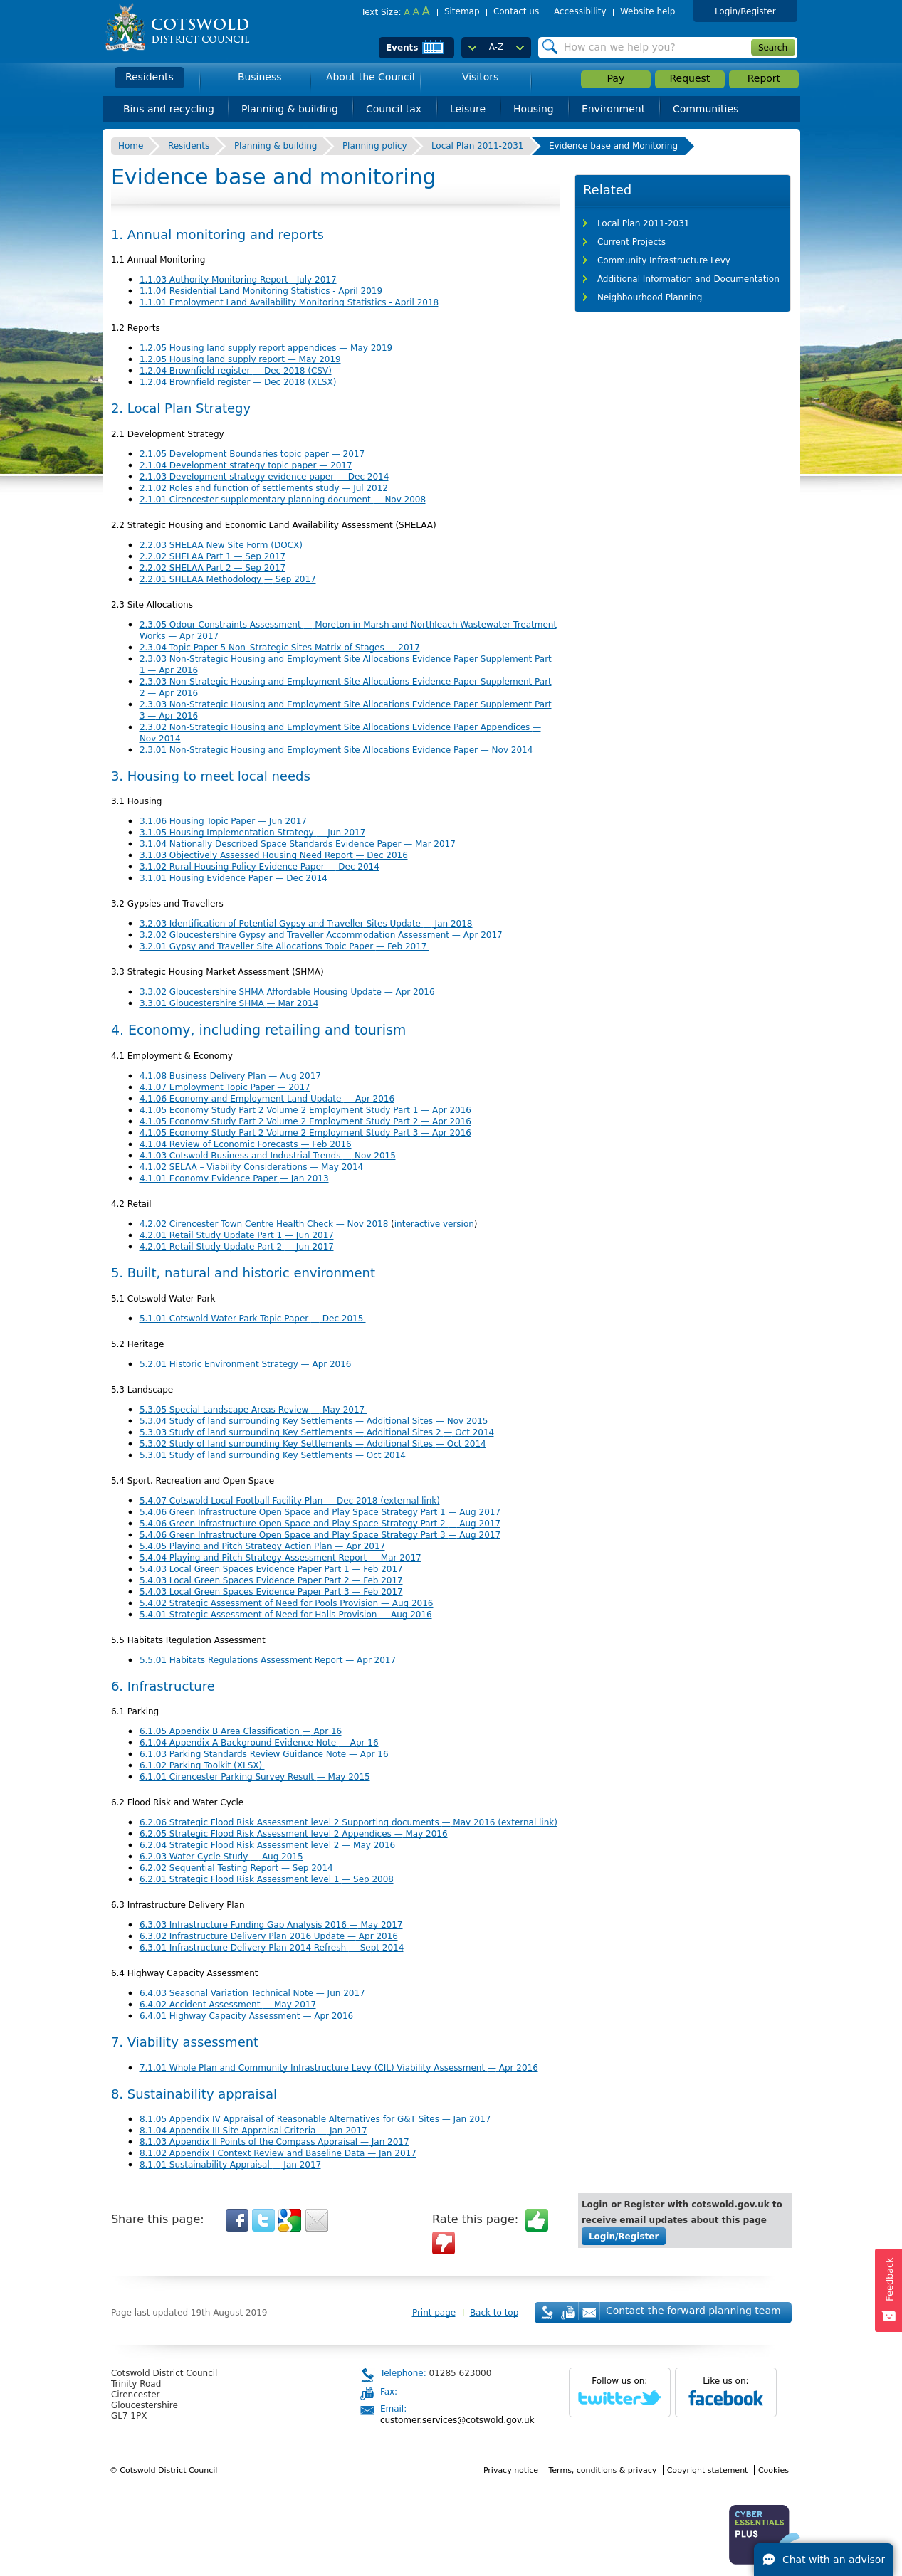 COTSWOLD
DISTRICT COUNCIL
Text Size: A A A | Sitemap | Contact us | Accessibility | Website help
Login/Register
Events
A-Z
How can we help you?
Search
Residents
Business
About the Council
Visitors
Pay
Request
Report
Bins and recycling
Planning & building
Council tax
Leisure
Housing
Environment
Communities
Home
Residents
Planning & building
Planning policy
Local Plan 2011-2031
Evidence base and Monitoring
Evidence base and monitoring
1. Annual monitoring and reports
1.1 Annual Monitoring
1.1.03 Authority Monitoring Report - July 2017
1.1.04 Residential Land Monitoring Statistics - April 2019
1.1.01 Employment Land Availability Monitoring Statistics - April 2018
1.2 Reports
1.2.05 Housing land supply report appendices — May 2019
1.2.05 Housing land supply report — May 2019
1.2.04 Brownfield register — Dec 2018 (CSV)
1.2.04 Brownfield register — Dec 2018 (XLSX)
2. Local Plan Strategy
2.1 Development Strategy
2.1.05 Development Boundaries topic paper — 2017
2.1.04 Development strategy topic paper — 2017
2.1.03 Development strategy evidence paper — Dec 2014
2.1.02 Roles and function of settlements study — Jul 2012
2.1.01 Cirencester supplementary planning document — Nov 2008
2.2 Strategic Housing and Economic Land Availability Assessment (SHELAA)
2.2.03 SHELAA New Site Form (DOCX)
2.2.02 SHELAA Part 1 — Sep 2017
2.2.02 SHELAA Part 2 — Sep 2017
2.2.01 SHELAA Methodology — Sep 2017
2.3 Site Allocations
2.3.05 Odour Constraints Assessment — Moreton in Marsh and Northleach Wastewater Treatment
Works — Apr 2017
2.3.04 Topic Paper 5 Non–Strategic Sites Matrix of Stages — 2017
2.3.03 Non-Strategic Housing and Employment Site Allocations Evidence Paper Supplement Part
1 — Apr 2016
2.3.03 Non-Strategic Housing and Employment Site Allocations Evidence Paper Supplement Part
2 — Apr 2016
2.3.03 Non-Strategic Housing and Employment Site Allocations Evidence Paper Supplement Part
3 — Apr 2016
2.3.02 Non-Strategic Housing and Employment Site Allocations Evidence Paper Appendices —
Nov 2014
2.3.01 Non-Strategic Housing and Employment Site Allocations Evidence Paper — Nov 2014
3. Housing to meet local needs
3.1 Housing
3.1.06 Housing Topic Paper — Jun 2017
3.1.05 Housing Implementation Strategy — Jun 2017
3.1.04 Nationally Described Space Standards Evidence Paper — Mar 2017
3.1.03 Objectively Assessed Housing Need Report — Dec 2016
3.1.02 Rural Housing Policy Evidence Paper — Dec 2014
3.1.01 Housing Evidence Paper — Dec 2014
3.2 Gypsies and Travellers
3.2.03 Identification of Potential Gypsy and Traveller Sites Update — Jan 2018
3.2.02 Gloucestershire Gypsy and Traveller Accommodation Assessment — Apr 2017
3.2.01 Gypsy and Traveller Site Allocations Topic Paper — Feb 2017
3.3 Strategic Housing Market Assessment (SHMA)
3.3.02 Gloucestershire SHMA Affordable Housing Update — Apr 2016
3.3.01 Gloucestershire SHMA — Mar 2014
4. Economy, including retailing and tourism
4.1 Employment & Economy
4.1.08 Business Delivery Plan — Aug 2017
4.1.07 Employment Topic Paper — 2017
4.1.06 Economy and Employment Land Update — Apr 2016
4.1.05 Economy Study Part 2 Volume 2 Employment Study Part 1 — Apr 2016
4.1.05 Economy Study Part 2 Volume 2 Employment Study Part 2 — Apr 2016
4.1.05 Economy Study Part 2 Volume 2 Employment Study Part 3 — Apr 2016
4.1.04 Review of Economic Forecasts — Feb 2016
4.1.03 Cotswold Business and Industrial Trends — Nov 2015
4.1.02 SELAA – Viability Considerations — May 2014
4.1.01 Economy Evidence Paper — Jan 2013
4.2 Retail
4.2.02 Cirencester Town Centre Health Check — Nov 2018 (interactive version)
4.2.01 Retail Study Update Part 1 — Jun 2017
4.2.01 Retail Study Update Part 2 — Jun 2017
5. Built, natural and historic environment
5.1 Cotswold Water Park
5.1.01 Cotswold Water Park Topic Paper — Dec 2015
5.2 Heritage
5.2.01 Historic Environment Strategy — Apr 2016
5.3 Landscape
5.3.05 Special Landscape Areas Review — May 2017
5.3.04 Study of land surrounding Key Settlements — Additional Sites — Nov 2015
5.3.03 Study of land surrounding Key Settlements — Additional Sites 2 — Oct 2014
5.3.02 Study of land surrounding Key Settlements — Additional Sites — Oct 2014
5.3.01 Study of land surrounding Key Settlements — Oct 2014
5.4 Sport, Recreation and Open Space
5.4.07 Cotswold Local Football Facility Plan — Dec 2018 (external link)
5.4.06 Green Infrastructure Open Space and Play Space Strategy Part 1 — Aug 2017
5.4.06 Green Infrastructure Open Space and Play Space Strategy Part 2 — Aug 2017
5.4.06 Green Infrastructure Open Space and Play Space Strategy Part 3 — Aug 2017
5.4.05 Playing and Pitch Strategy Action Plan — Apr 2017
5.4.04 Playing and Pitch Strategy Assessment Report — Mar 2017
5.4.03 Local Green Spaces Evidence Paper Part 1 — Feb 2017
5.4.03 Local Green Spaces Evidence Paper Part 2 — Feb 2017
5.4.03 Local Green Spaces Evidence Paper Part 3 — Feb 2017
5.4.02 Strategic Assessment of Need for Pools Provision — Aug 2016
5.4.01 Strategic Assessment of Need for Halls Provision — Aug 2016
5.5 Habitats Regulation Assessment
5.5.01 Habitats Regulations Assessment Report — Apr 2017
6. Infrastructure
6.1 Parking
6.1.05 Appendix B Area Classification — Apr 16
6.1.04 Appendix A Background Evidence Note — Apr 16
6.1.03 Parking Standards Review Guidance Note — Apr 16
6.1.02 Parking Toolkit (XLSX)
6.1.01 Cirencester Parking Survey Result — May 2015
6.2 Flood Risk and Water Cycle
6.2.06 Strategic Flood Risk Assessment level 2 Supporting documents — May 2016 (external link)
6.2.05 Strategic Flood Risk Assessment level 2 Appendices — May 2016
6.2.04 Strategic Flood Risk Assessment level 2 — May 2016
6.2.03 Water Cycle Study — Aug 2015
6.2.02 Sequential Testing Report — Sep 2014
6.2.01 Strategic Flood Risk Assessment level 1 — Sep 2008
6.3 Infrastructure Delivery Plan
6.3.03 Infrastructure Funding Gap Analysis 2016 — May 2017
6.3.02 Infrastructure Delivery Plan 2016 Update — Apr 2016
6.3.01 Infrastructure Delivery Plan 2014 Refresh — Sept 2014
6.4 Highway Capacity Assessment
6.4.03 Seasonal Variation Technical Note — Jun 2017
6.4.02 Accident Assessment — May 2017
6.4.01 Highway Capacity Assessment — Apr 2016
7. Viability assessment
7.1.01 Whole Plan and Community Infrastructure Levy (CIL) Viability Assessment — Apr 2016
8. Sustainability appraisal
8.1.05 Appendix IV Appraisal of Reasonable Alternatives for G&T Sites — Jan 2017
8.1.04 Appendix III Site Appraisal Criteria — Jan 2017
8.1.03 Appendix II Points of the Compass Appraisal — Jan 2017
8.1.02 Appendix I Context Review and Baseline Data — Jan 2017
8.1.01 Sustainability Appraisal — Jan 2017
Related
Local Plan 2011-2031
Current Projects
Community Infrastructure Levy
Additional Information and Documentation
Neighbourhood Planning
Share this page:
Rate this page:
Login or Register with cotswold.gov.uk to
receive email updates about this page
Login/Register
Feedback
Page last updated 19th August 2019
Print page | Back to top
Contact the forward planning team
Cotswold District Council
Trinity Road
Cirencester
Gloucestershire
GL7 1PX
Telephone: 01285 623000
Fax:
Email:
customer.services@cotswold.gov.uk
Follow us on:
twitter
Like us on:
facebook
© Cotswold District Council
Privacy notice | Terms, conditions & privacy | Copyright statement | Cookies
CYBER
ESSENTIALS
PLUS
Chat with an advisor